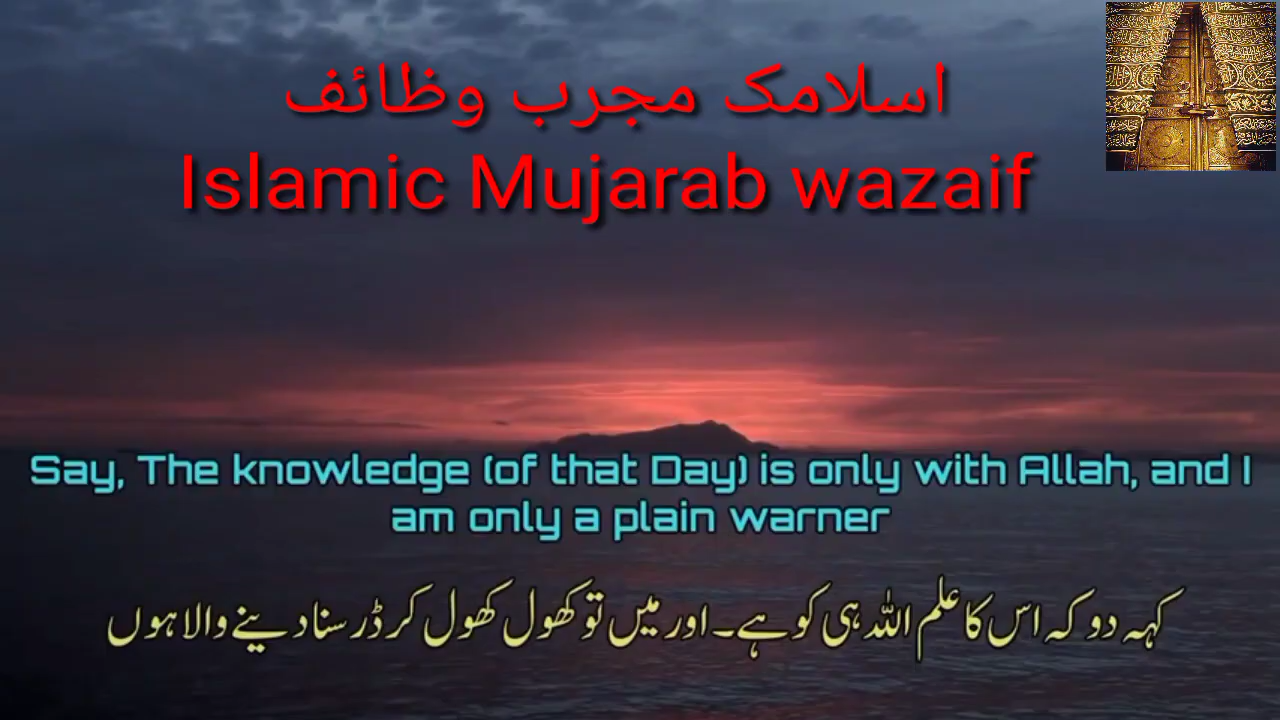 اسلامک مجرب وظائف
Islamic Mujarab wazaif
Say, The knowledge (of that Day) is only with Allah, and I
am only a plain warner
کہہ دو کہ اس کا علم اللہ ہی کو ہے۔ اور میں تو کھول کھول کر ڈر سنا دینے والا ہوں